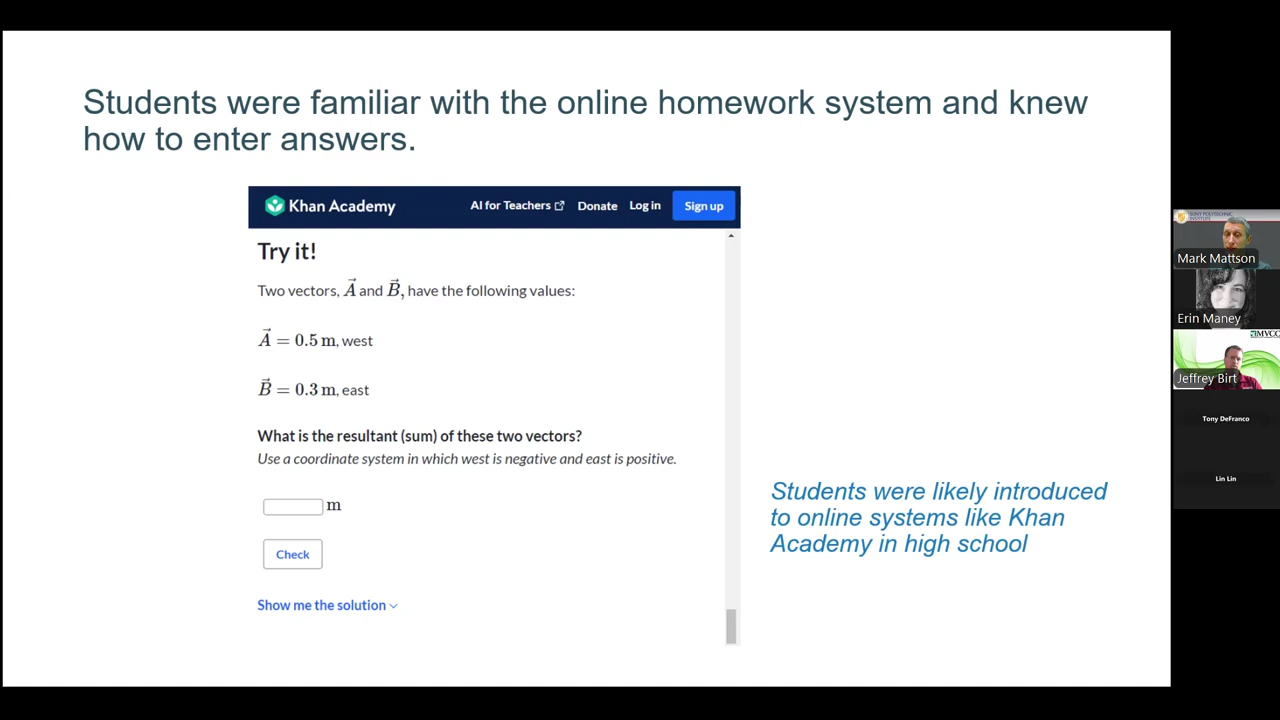 Students were familiar with the online homework system and knew
how to enter answers.
Khan Academy
AI for Teachers
Donate
Log in
Sign up
Try it!
Two vectors, A⃗ and B⃗, have the following values:
A⃗ = 0.5 m, west
B⃗ = 0.3 m, east
What is the resultant (sum) of these two vectors?
Use a coordinate system in which west is negative and east is positive.
m
Check
Show me the solution
Students were likely introduced
to online systems like Khan
Academy in high school
SUNY POLYTECHNIC
INSTITUTE
Mark Mattson
Erin Maney
MVCC
Jeffrey Birt
Tony DeFranco
Lin Lin